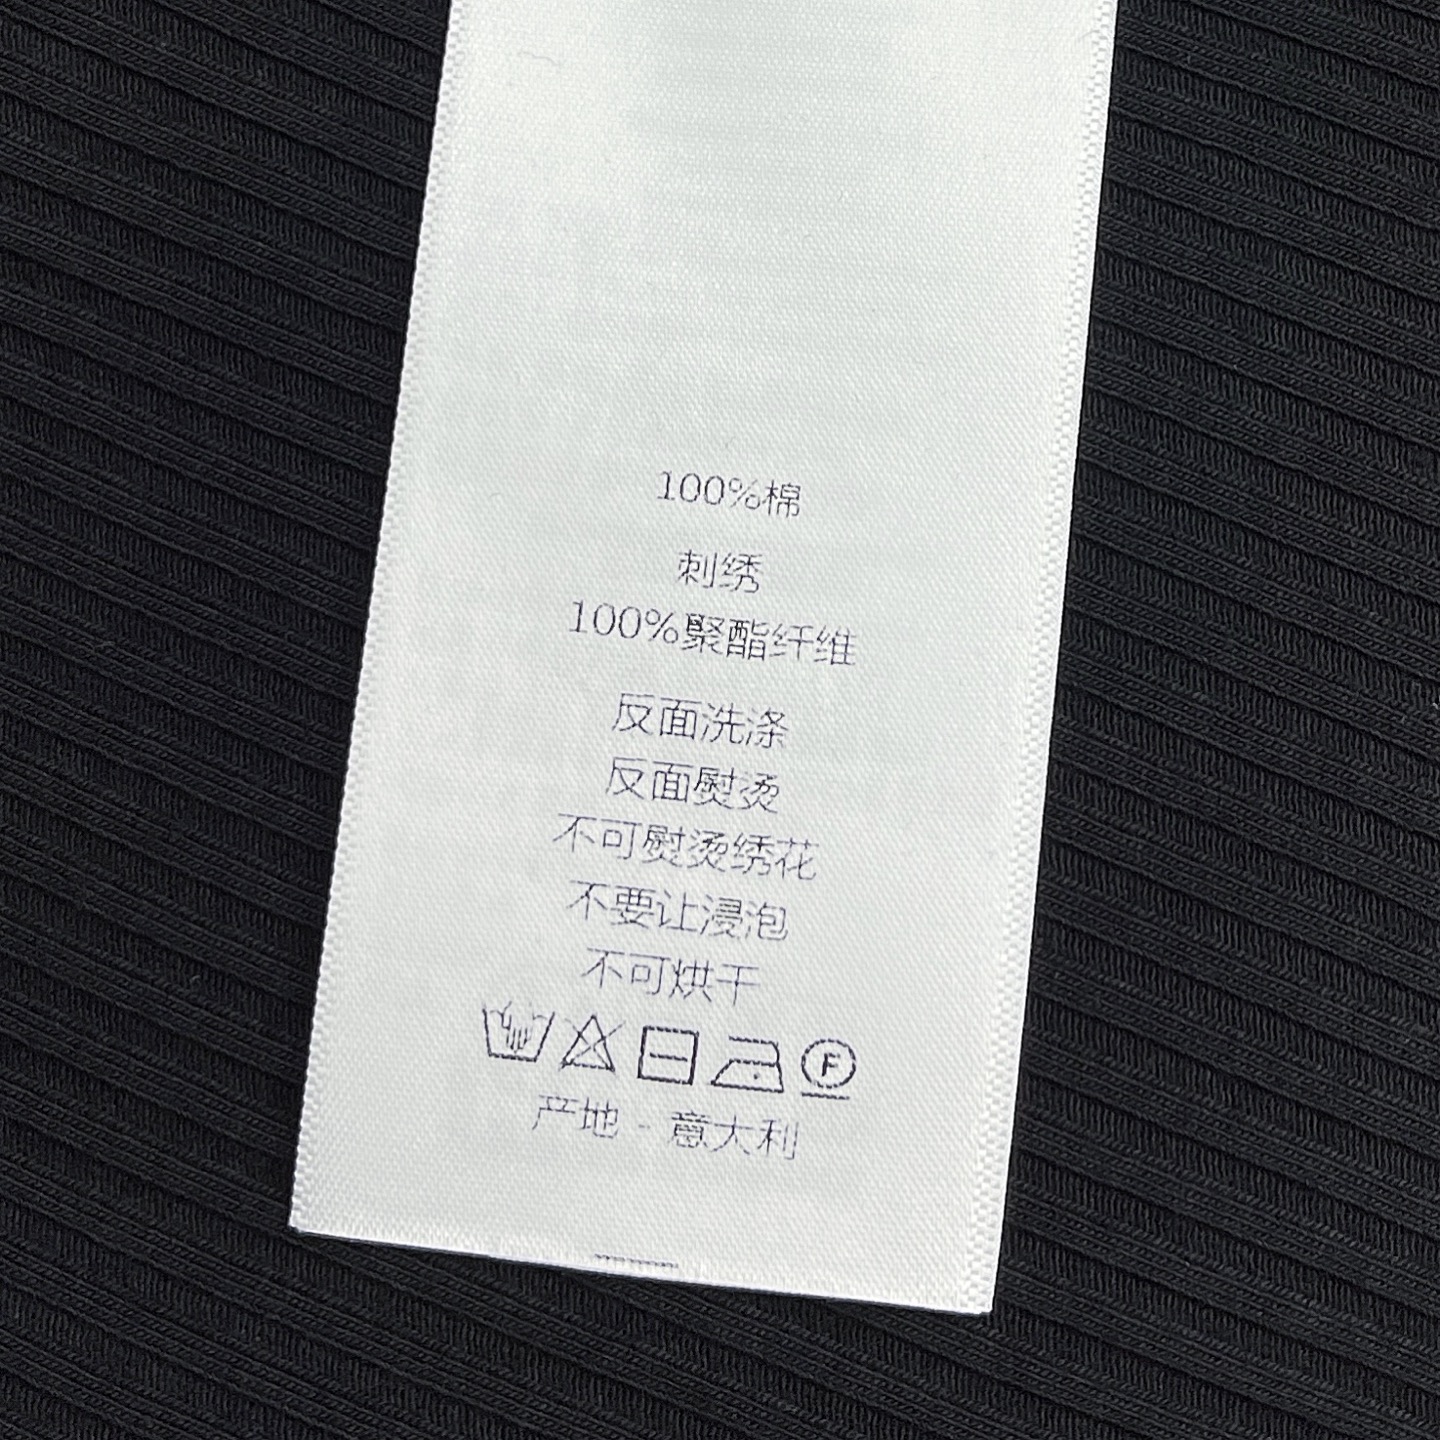 100%棉
刺绣
100%聚酯纤维
反面洗涤
反面熨烫
不可熨烫绣花
不要让浸泡
不可烘干
F
产地 - 意大利